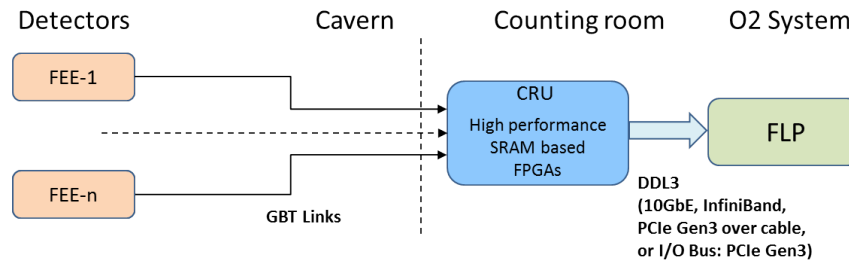 Detectors
Cavern
Counting room
O2 System
FEE-1
CRU
High performance
SRAM based
FPGAs
FLP
FEE-n
GBT Links
DDL3
(10GbE, InfiniBand,
PCIe Gen3 over cable,
or I/O Bus: PCIe Gen3)